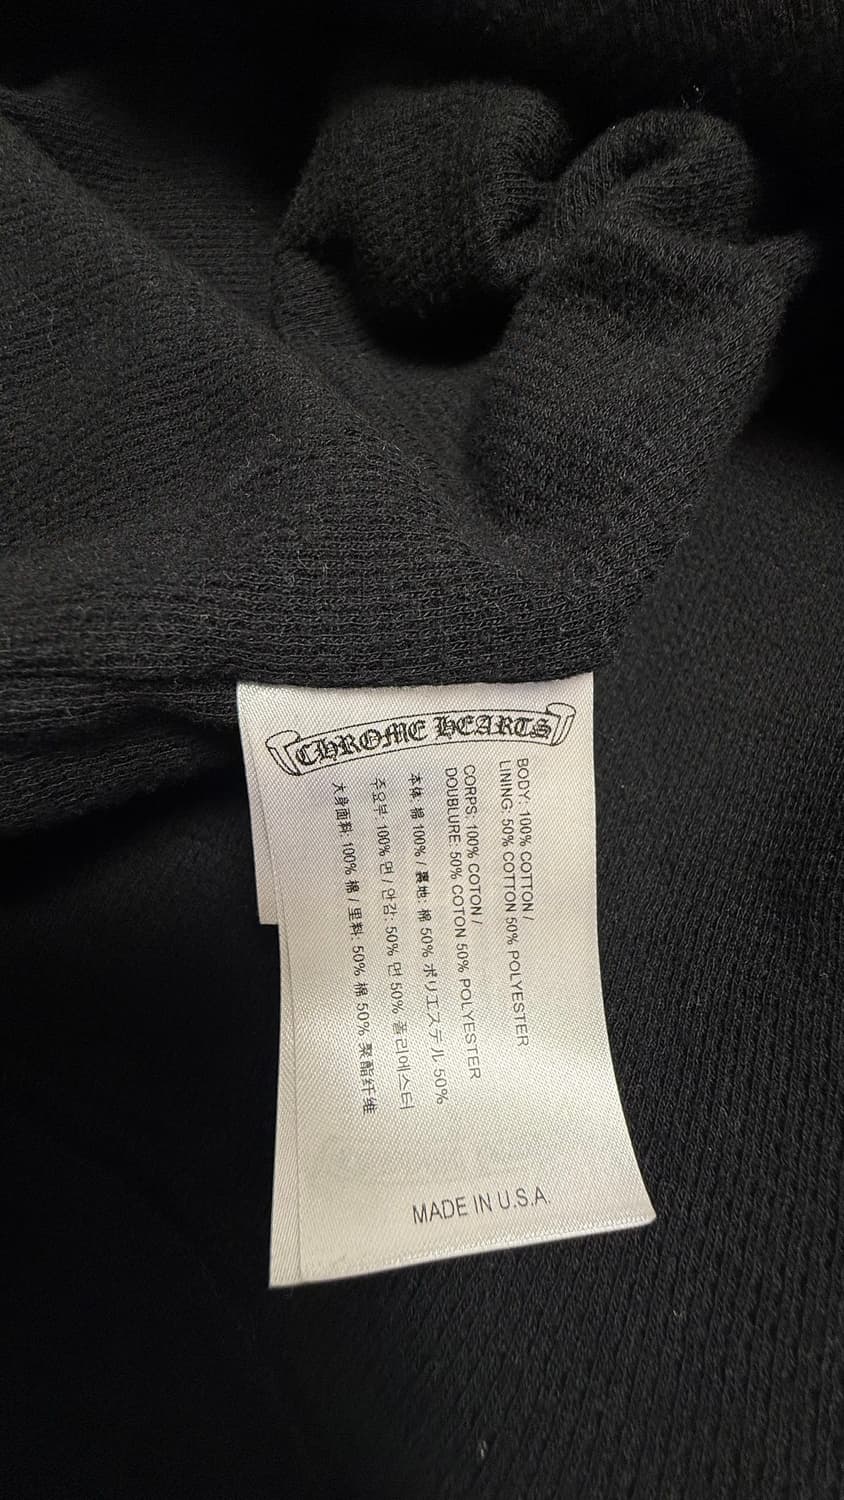 CHROME HEARTS
BODY: 100% COTTON /
LINING: 50% COTTON 50% POLYESTER
CORPS: 100% COTON /
DOUBLURE: 50% COTON 50% POLYESTER
本体: 棉 100% / 裏地: 棉 50% ポリエステル 50%
주요부: 100% 면 / 안감: 50% 면 50% 폴리에스터
大身面料: 100% 棉 / 里料: 50% 棉 50% 聚酯纤维
MADE IN U.S.A.